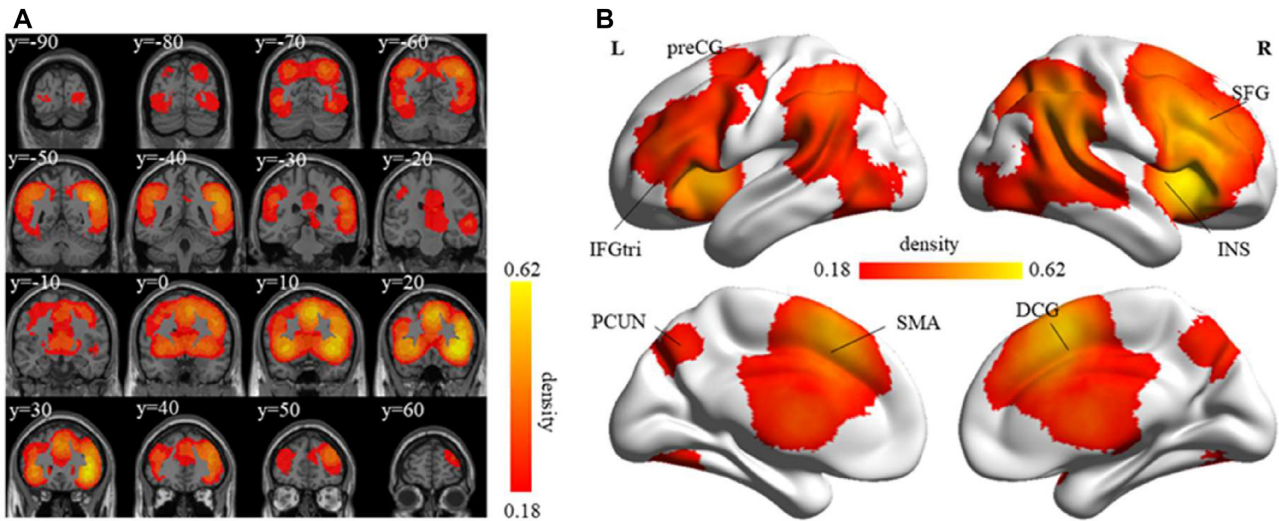 A
y=-90
y=-80
y=-70
y=-60
y=-50
y=-40
y=-30
y=-20
y=-10
y=0
y=10
y=20
y=30
y=40
y=50
y=60
0.62
density
0.18
B
L
R
preCG
SFG
IFGtri
INS
density
0.18
0.62
PCUN
SMA
DCG